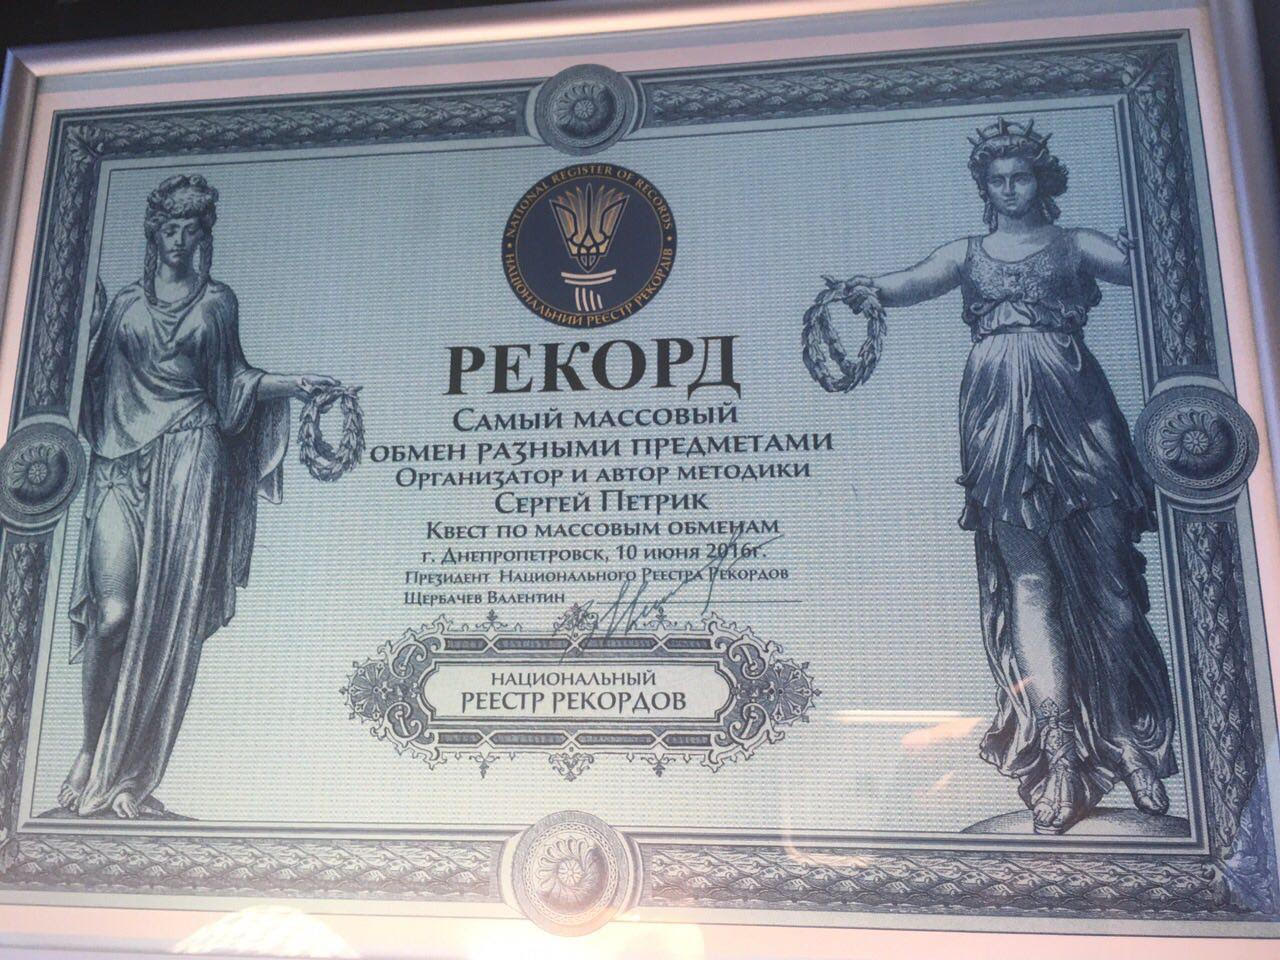 NATIONAL REGISTER OF RECORDS
НАЦІОНАЛЬНИЙ РЕЄСТР РЕКОРДІВ
РЕКОРД
Самый массовый
обмен разными предметами
Организатор и автор методики
Сергей Петрик
Квест по массовым обменам
г. Днепропетровск, 10 июня 2016г.
Президент Национального Реестра Рекордов
Щербачев Валентин
НАЦИОНАЛЬНЫЙ
РЕЕСТР РЕКОРДОВ